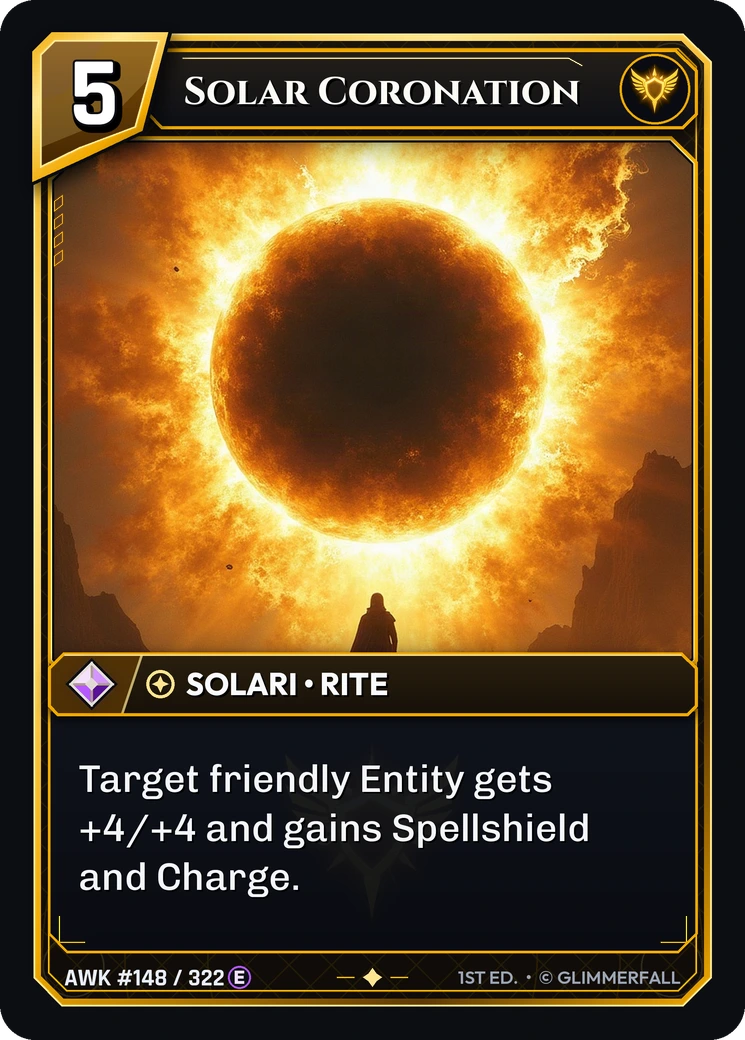 5
SOLAR CORONATION
SOLARI • RITE
Target friendly Entity gets
+4/+4 and gains Spellshield
and Charge.
AWK #148 / 322 E
1ST ED. • © GLIMMERFALL